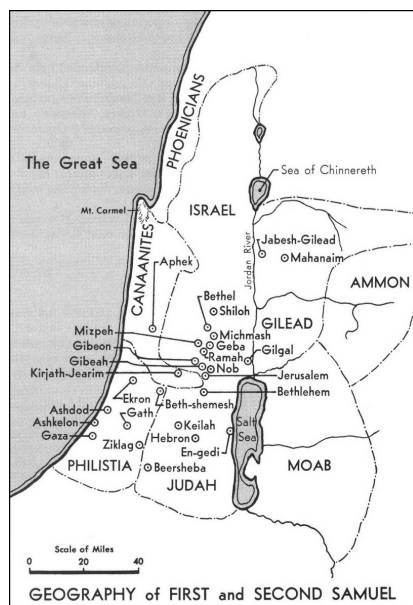 PHOENICIANS
The Great Sea
Sea of Chinnereth
Mt. Carmel
ISRAEL
CANAANITES
Jordan River
Jabesh-Gilead
Mahanaim
Aphek
AMMON
Bethel
Shiloh
GILEAD
Mizpeh
Michmash
Gibeon
Geba
Ramah
Gilgal
Gibeah
Nob
Kirjath-Jearim
Jerusalem
Ekron
Beth-shemesh
Bethlehem
Ashdod
Gath
Ashkelon
Keilah
Salt
Sea
Gaza
Hebron
Ziklag
En-gedi
PHILISTIA
Beersheba
MOAB
JUDAH
Scale of Miles
0 20 40
GEOGRAPHY of FIRST and SECOND SAMUEL